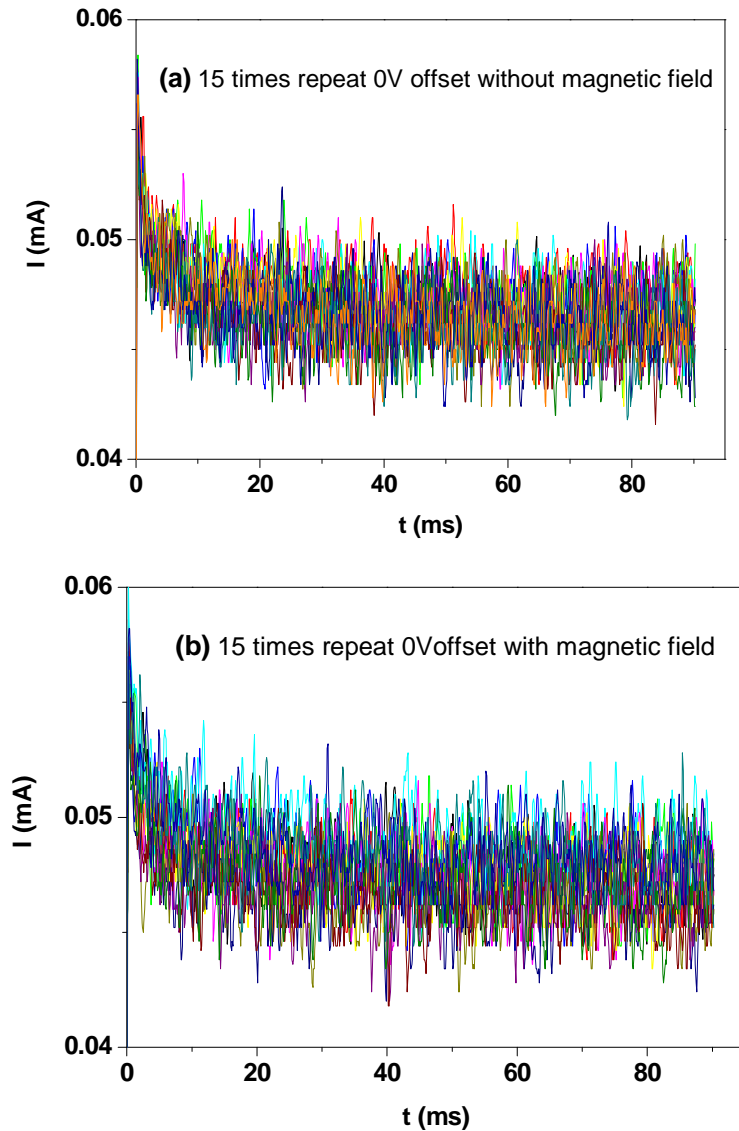 0.06
(a) 15 times repeat 0V offset without magnetic field
I (mA)
0.05
0.04
0 20 40 60 80
t (ms)
0.06
(b) 15 times repeat 0Voffset with magnetic field
I (mA)
0.05
0.04
0 20 40 60 80
t (ms)